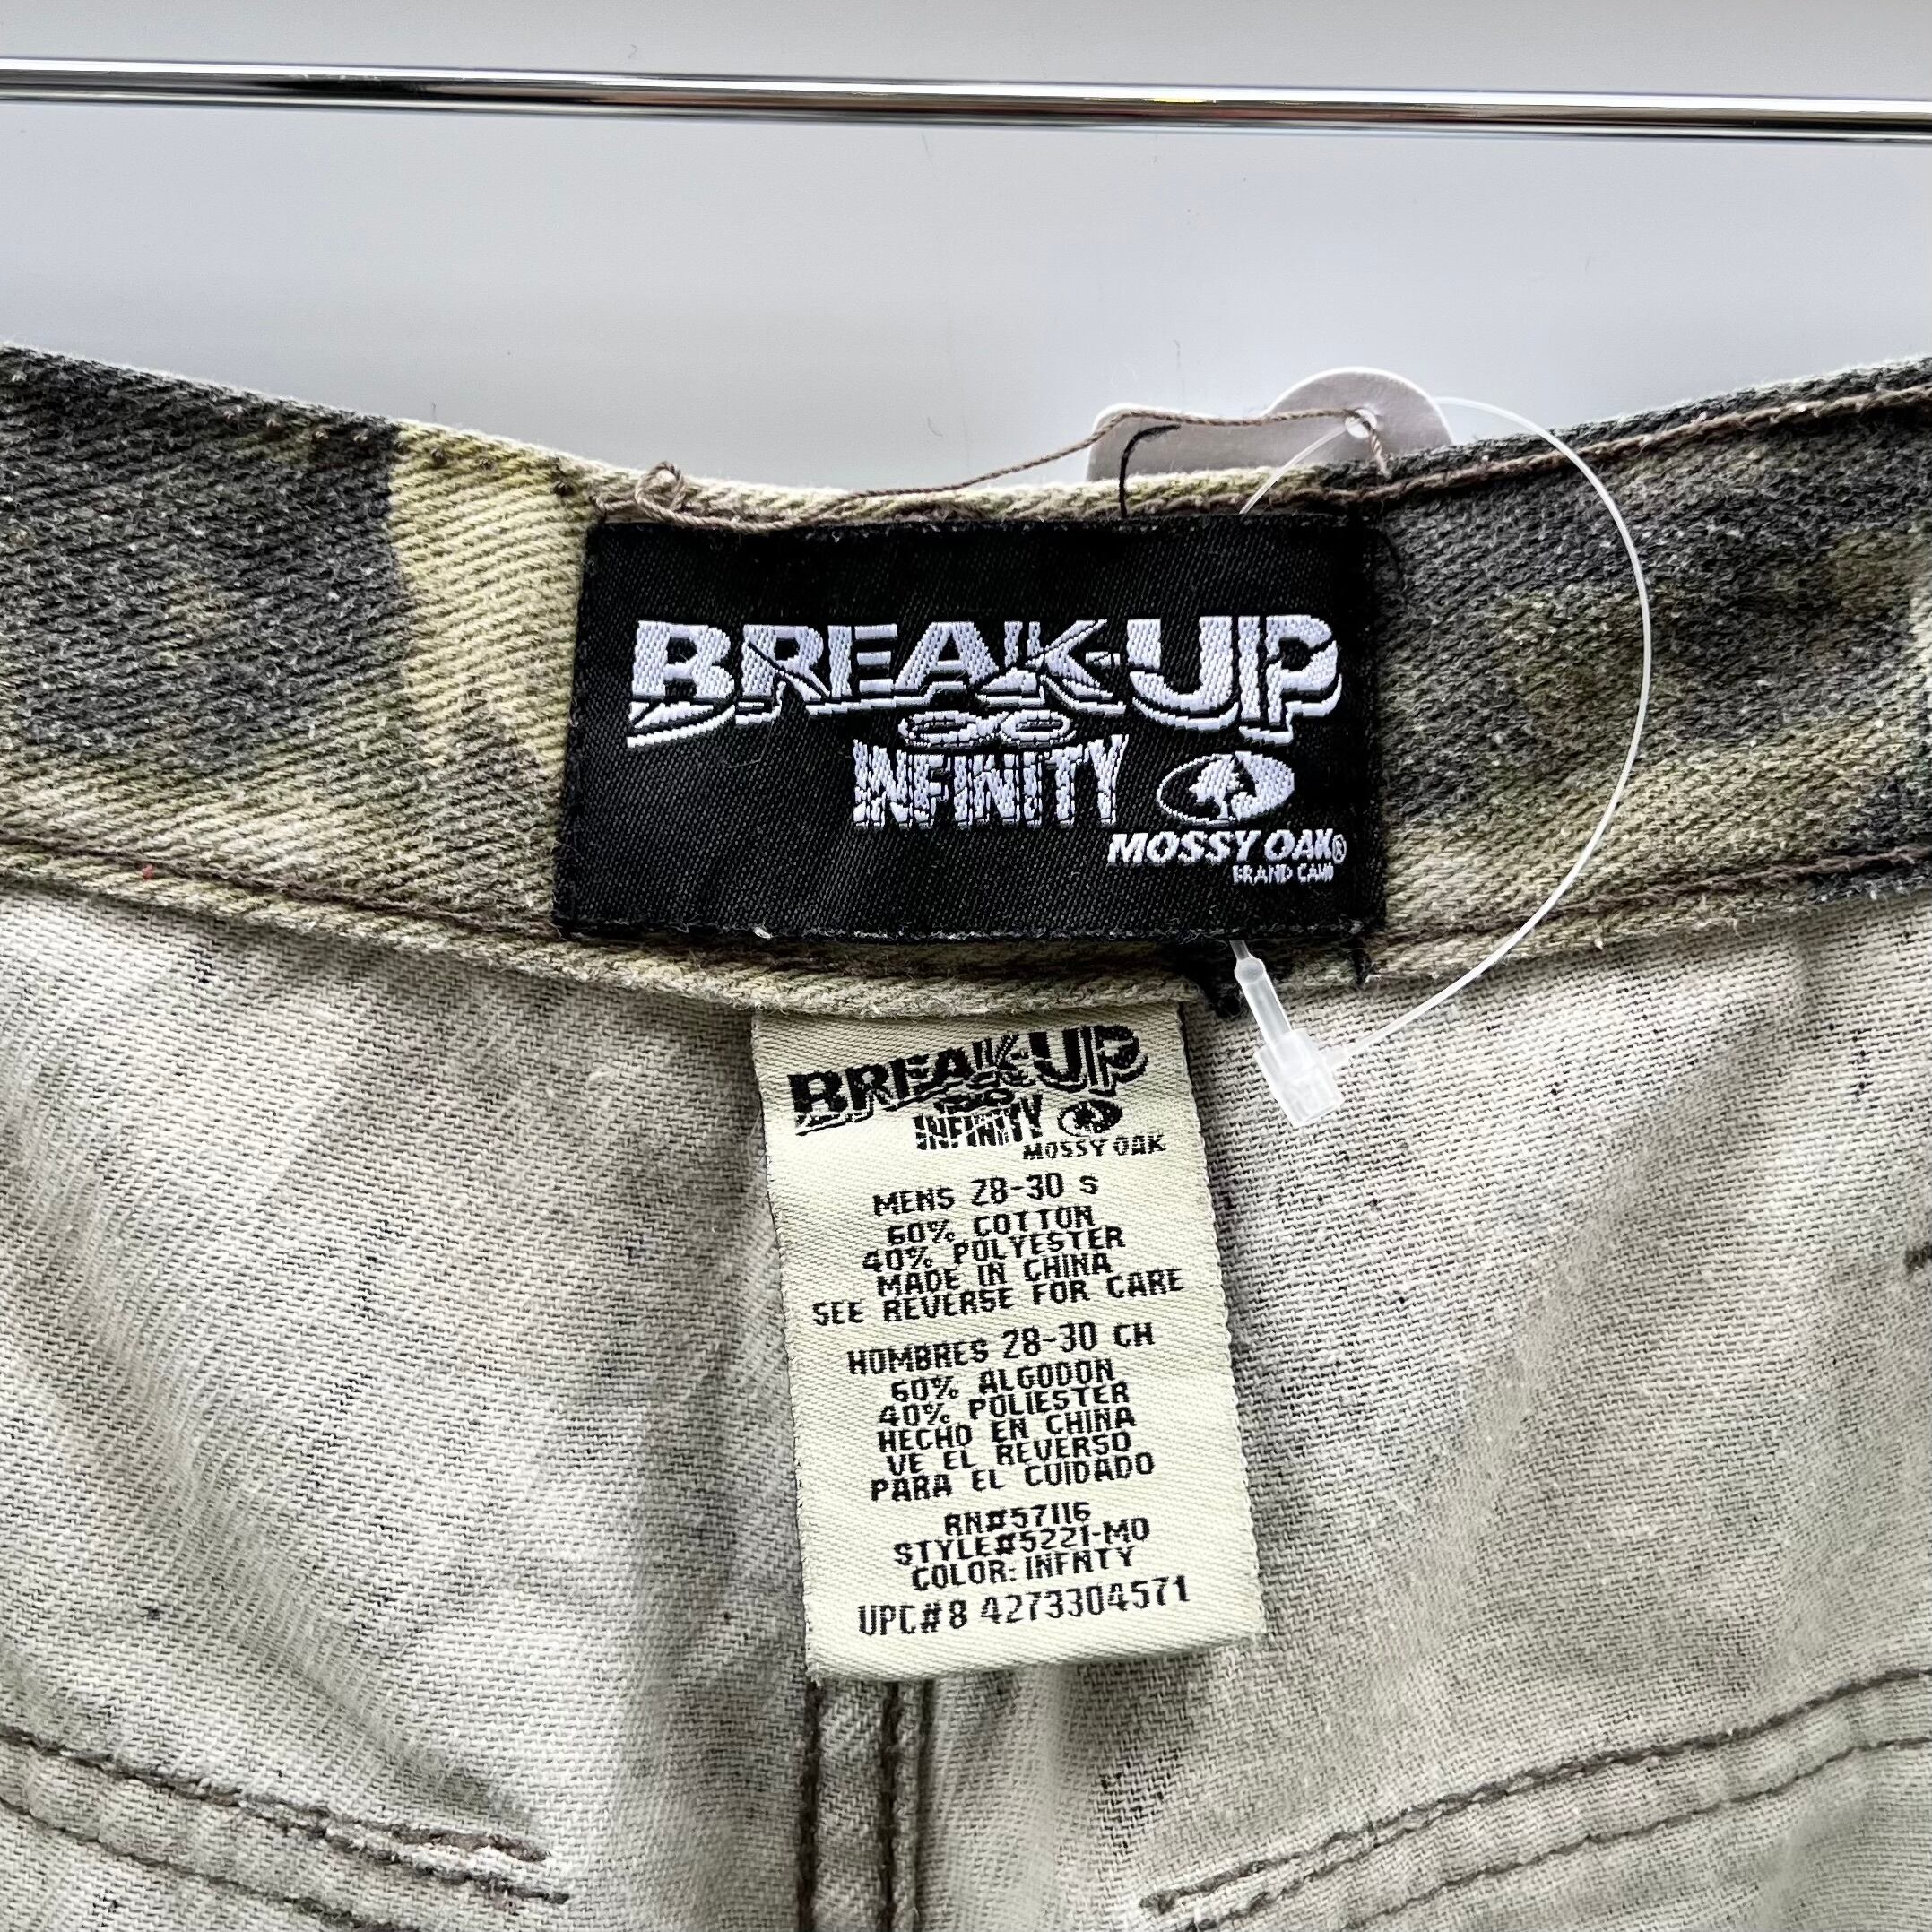 BREAK-UP
INFINITY
MOSSY OAK®
BRAND CAMO
BREAK-UP
INFINITY
MOSSY OAK
MENS 28-30 S
60% COTTON
40% POLYESTER
MADE IN CHINA
SEE REVERSE FOR CARE
HOMBRES 28-30 CH
60% ALGODON
40% POLIESTER
HECHO EN CHINA
VE EL REVERSO
PARA EL CUIDADO
RN#57116
STYLE#5221-MO
COLOR: INFNTY
UPC#8 4273304571